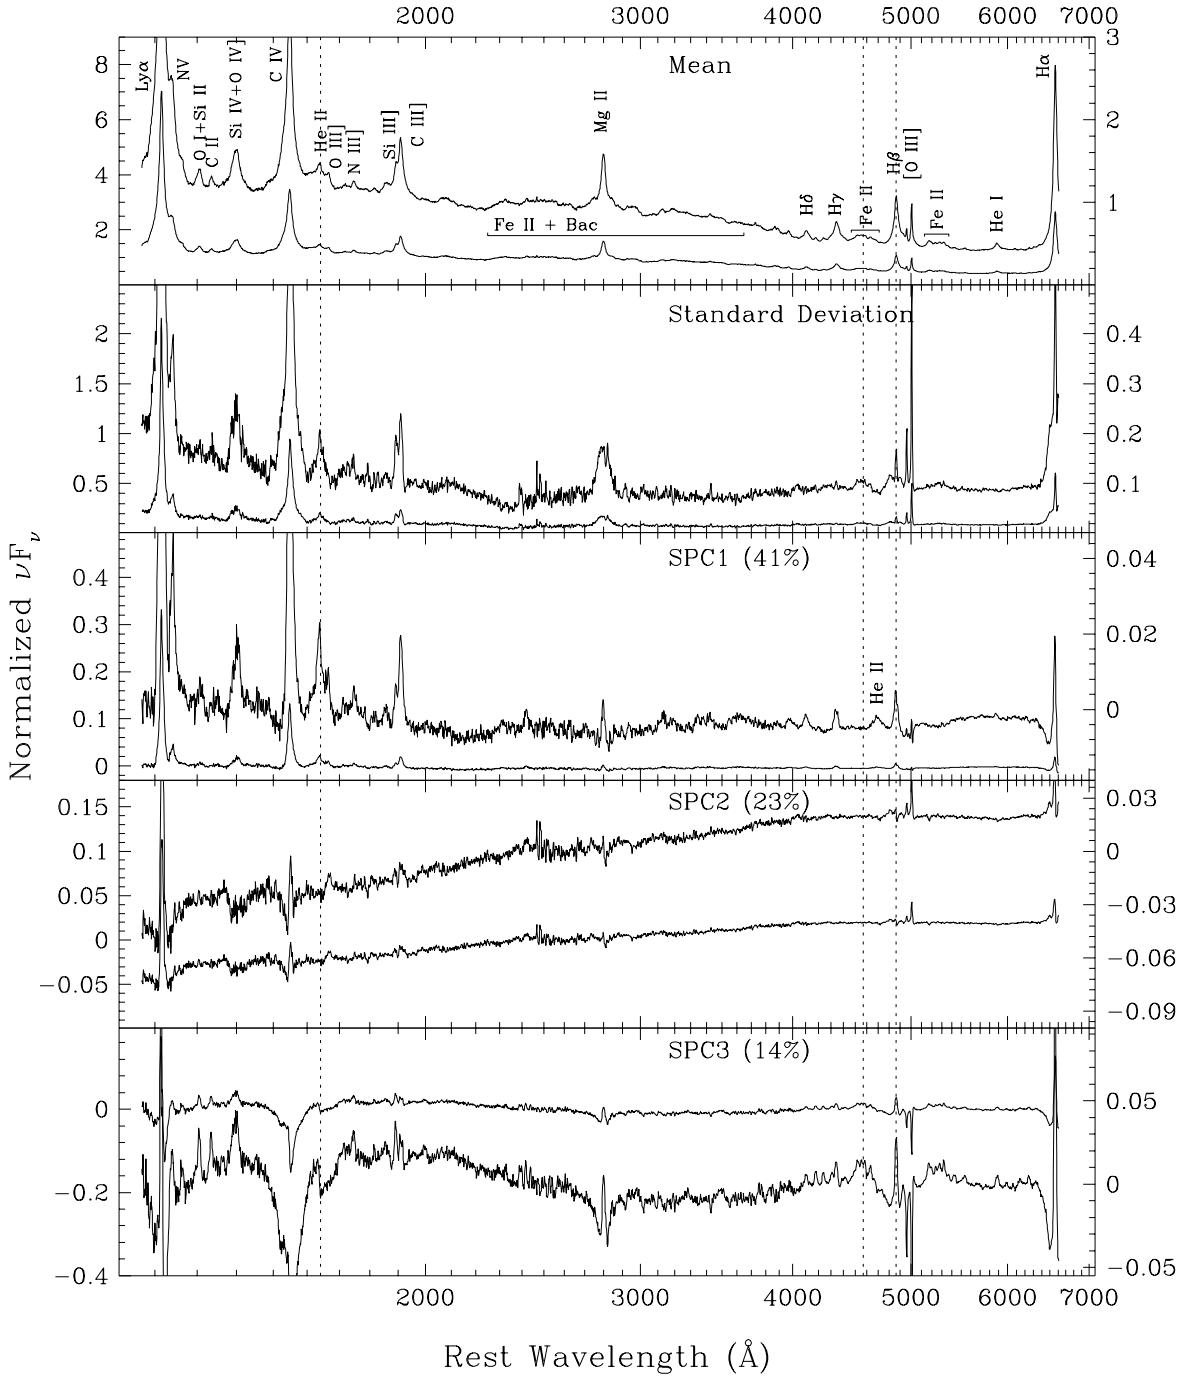 2000 3000 4000 5000 6000 7000
Mean
Lyα
NV
O I+Si II
C II
Si IV+O IV]
C IV
He II
O III]
N III]
Si III]
C III]
Mg II
Fe II + Bac
Hδ
Hγ
Fe II
Hβ
[O III]
Fe II
He I
Hα
8
6
4
2
3
2
1
Standard Deviation
2
1.5
1
0.5
0.4
0.3
0.2
0.1
SPC1 (41%)
He II
0.4
0.3
0.2
0.1
0
0.04
0.02
0
SPC2 (23%)
0.15
0.1
0.05
0
−0.05
0.03
0
−0.03
−0.06
−0.09
SPC3 (14%)
0
−0.2
−0.4
0.05
0
−0.05
2000 3000 4000 5000 6000 7000
Rest Wavelength (Å)
Normalized νFν